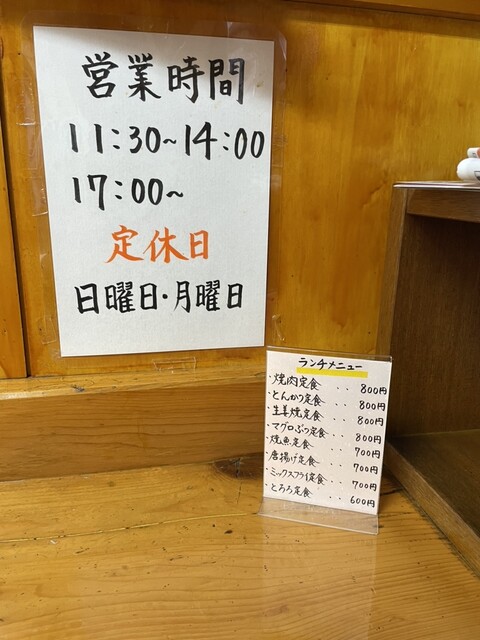 営業時間
11:30~14:00
17:00~
定休日
日曜日・月曜日
ランチメニュー
・焼肉定食 ・・ 800円
・とんかつ定食 ・・ 800円
・生姜焼定食 ・・ 800円
・マグロぶつ定食 ・・ 800円
・焼魚定食 ・・・ 700円
・唐揚げ定食 ・・・ 700円
・ミックスフライ定食 ・・ 700円
・とろろ定食 ・・・ 600円